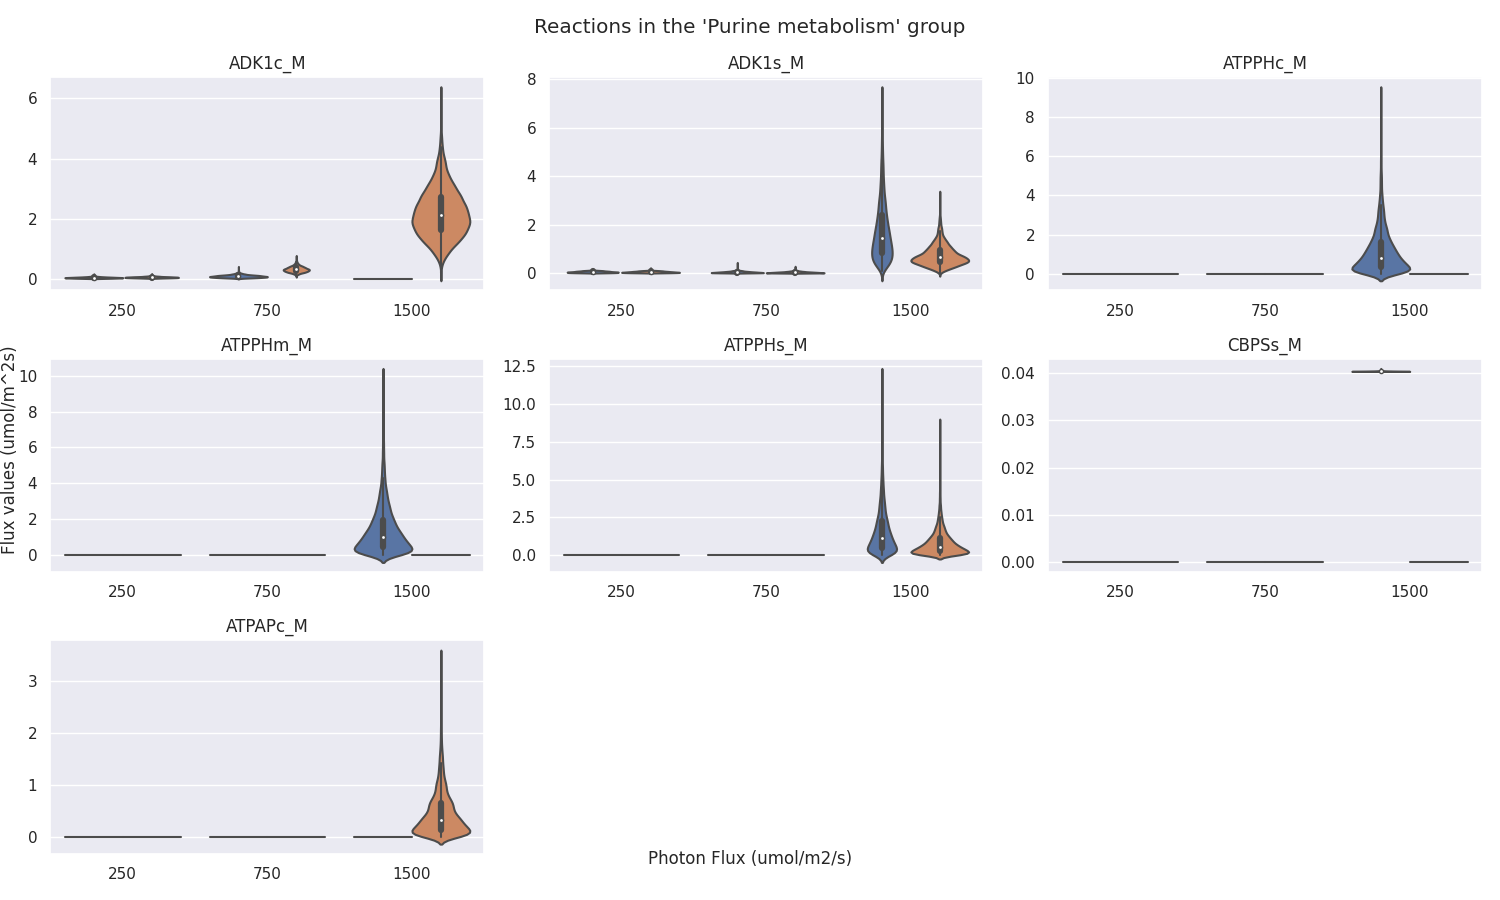 Reactions in the 'Purine metabolism' group
ADK1c_M
6
4
2
0
250 750 1500
ADK1s_M
8
6
4
2
0
250 750 1500
ATPPHc_M
10
8
6
4
2
0
250 750 1500
Flux values (umol/m^2s)
ATPPHm_M
10
8
6
4
2
0
250 750 1500
ATPPHs_M
12.5
10.0
7.5
5.0
2.5
0.0
250 750 1500
CBPSs_M
0.04
0.03
0.02
0.01
0.00
250 750 1500
ATPAPc_M
3
2
1
0
250 750 1500
Photon Flux (umol/m2/s)